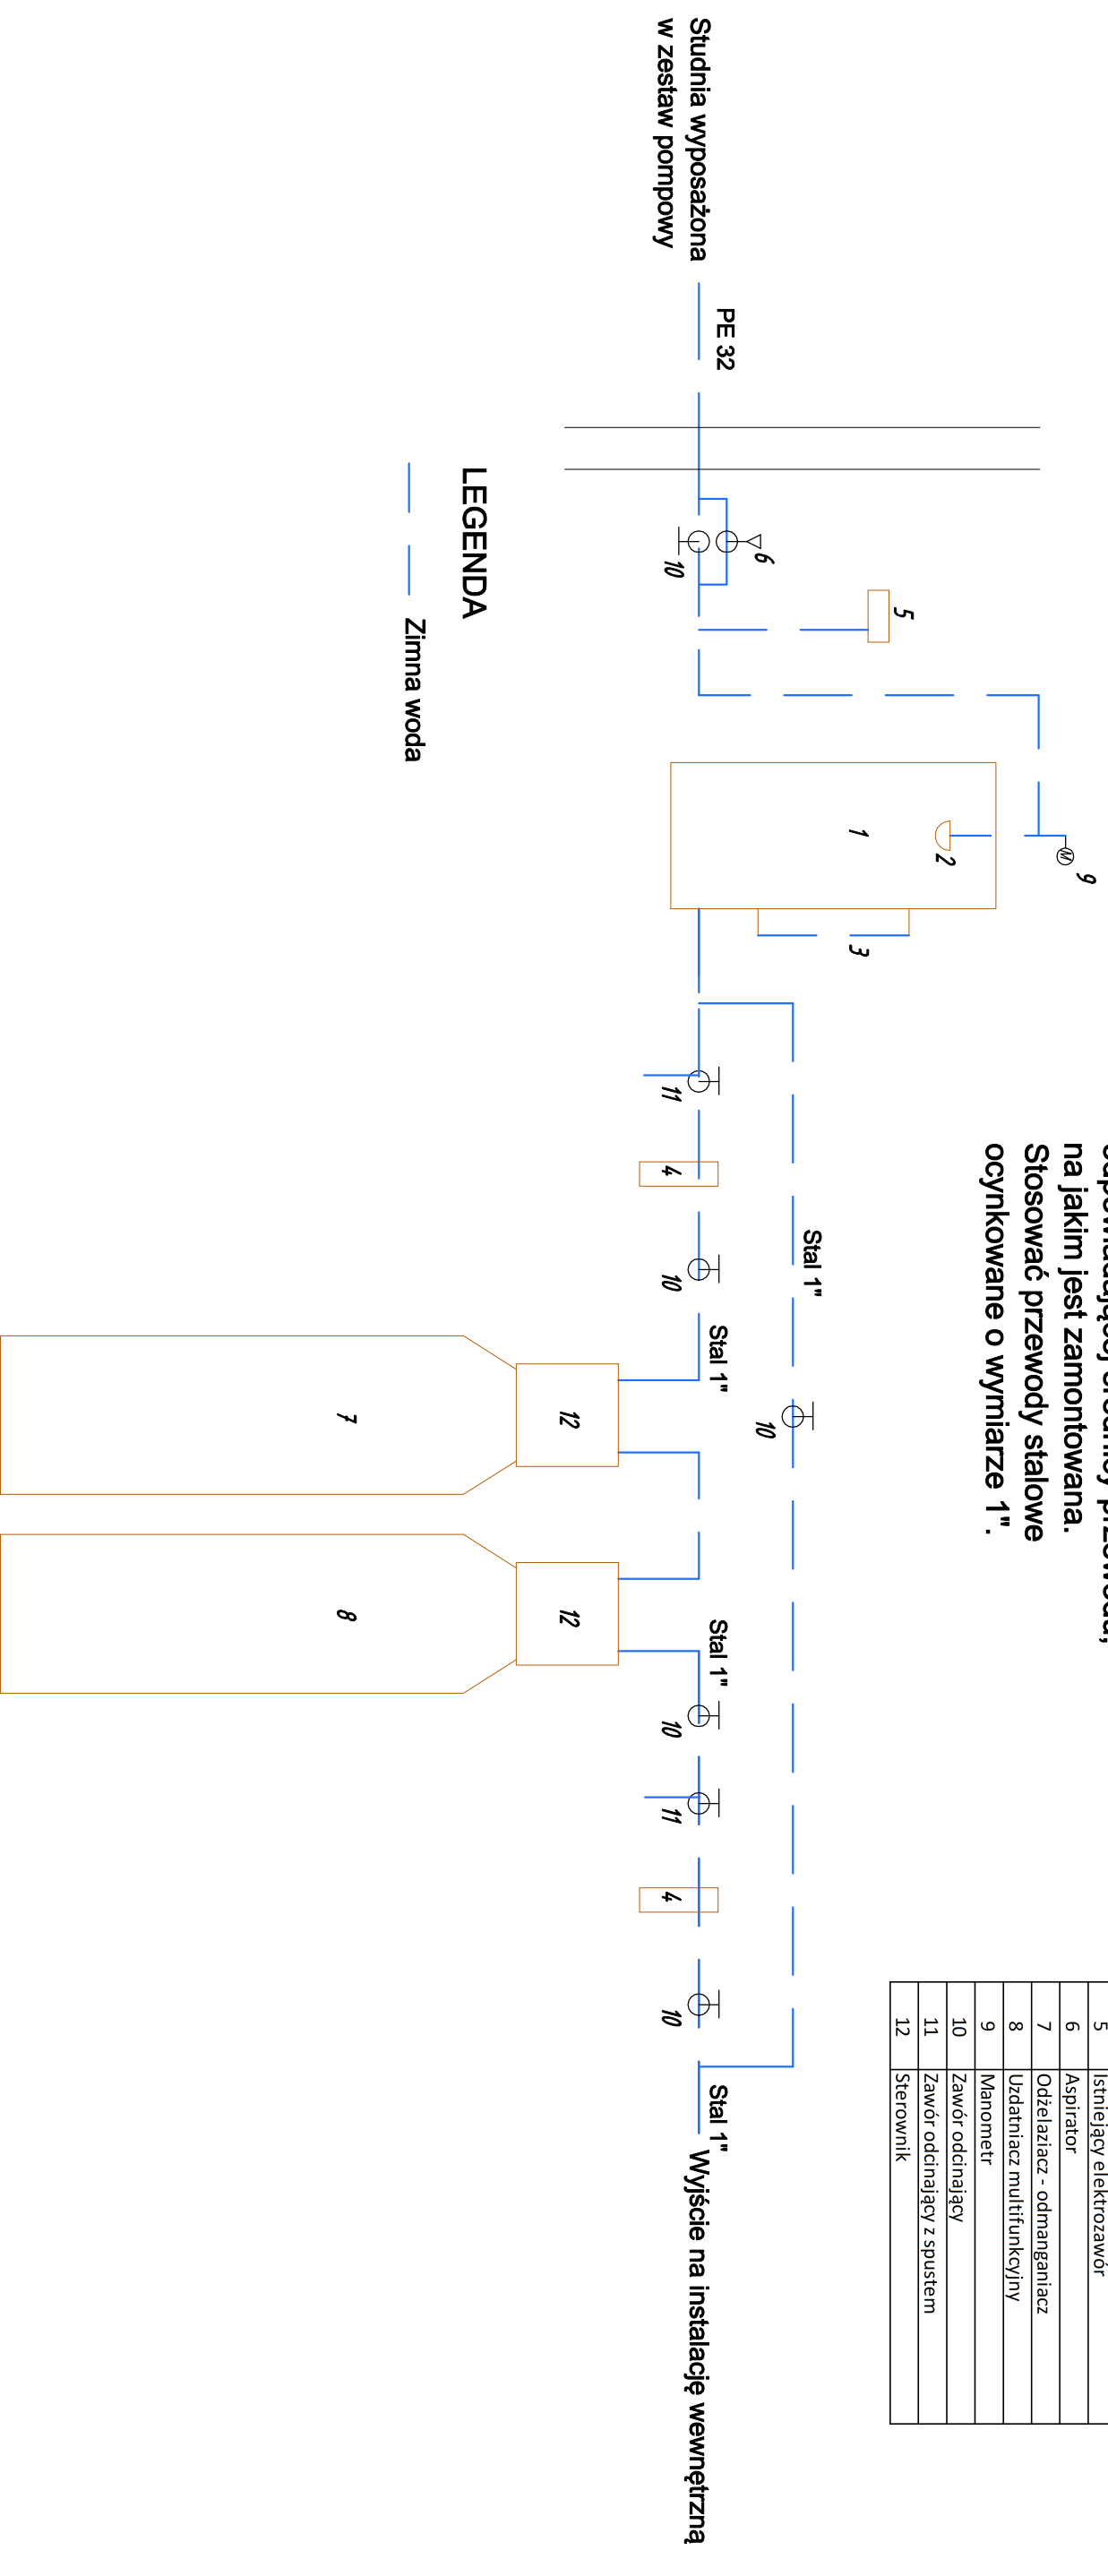 odpowiadającej średnicy przewodu,
na jakim jest zamontowana.
Stosować przewody stalowe
ocynkowane o wymiarze 1".
5 Istniejący elektrozawór
6 Aspirator
7 Odżelaziacz - odmanganiacz
8 Uzdatniacz multifunkcyjny
9 Manometr
10 Zawór odcinający
11 Zawór odcinający z spustem
12 Sterownik
9
5
2
1
3
6
Stal 1"
10
Studnia wyposażona
w zestaw pompowy
PE 32
10
11
4
10
Stal 1"
Stal 1"
10
11
4
10
Stal 1"
Wyjście na instalację wewnętrzną
12
12
7
8
LEGENDA
Zimna woda